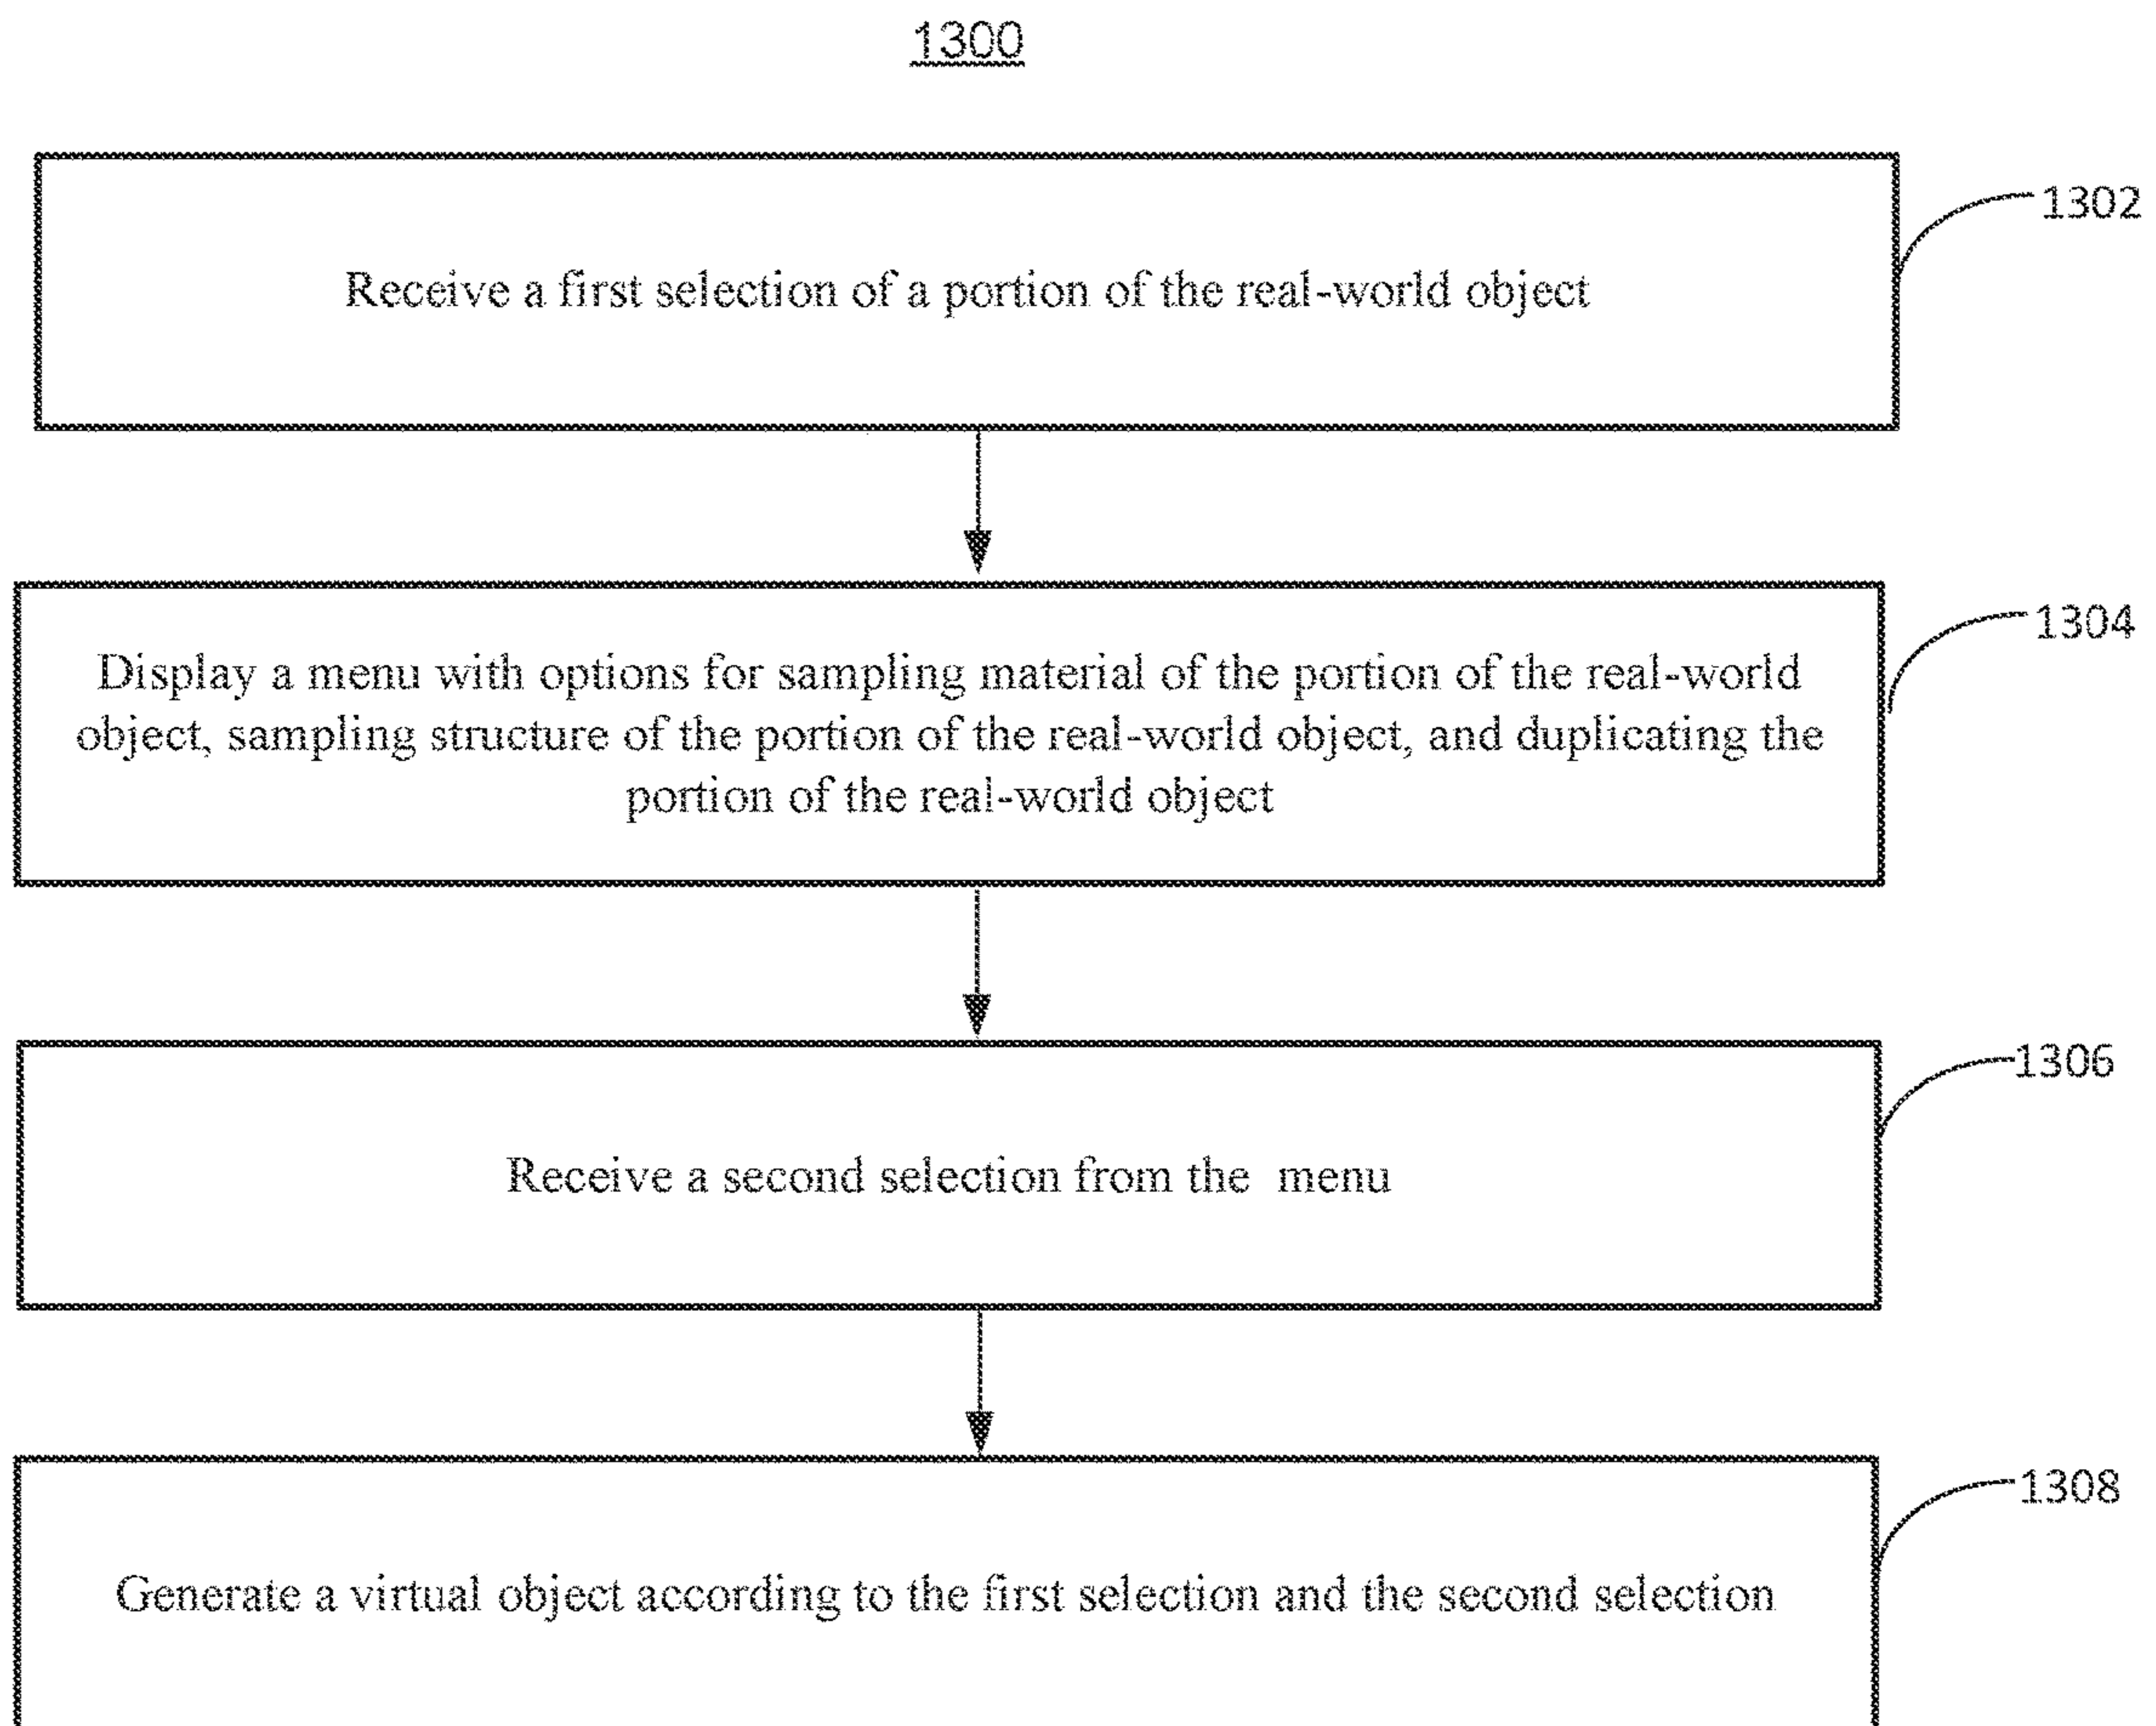 1300
Receive a first selection of a portion of the real-world object
1302
Display a menu with options for sampling material of the portion of the real-world
object, sampling structure of the portion of the real-world object, and duplicating the
portion of the real-world object
1304
Receive a second selection from the menu
1306
Generate a virtual object according to the first selection and the second selection
1308